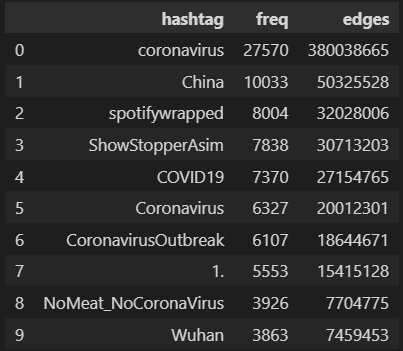 hashtag freq edges
0 coronavirus 27570 380038665
1 China 10033 50325528
2 spotifywrapped 8004 32028006
3 ShowStopperAsim 7838 30713203
4 COVID19 7370 27154765
5 Coronavirus 6327 20012301
6 CoronavirusOutbreak 6107 18644671
7 1. 5553 15415128
8 NoMeat_NoCoronaVirus 3926 7704775
9 Wuhan 3863 7459453